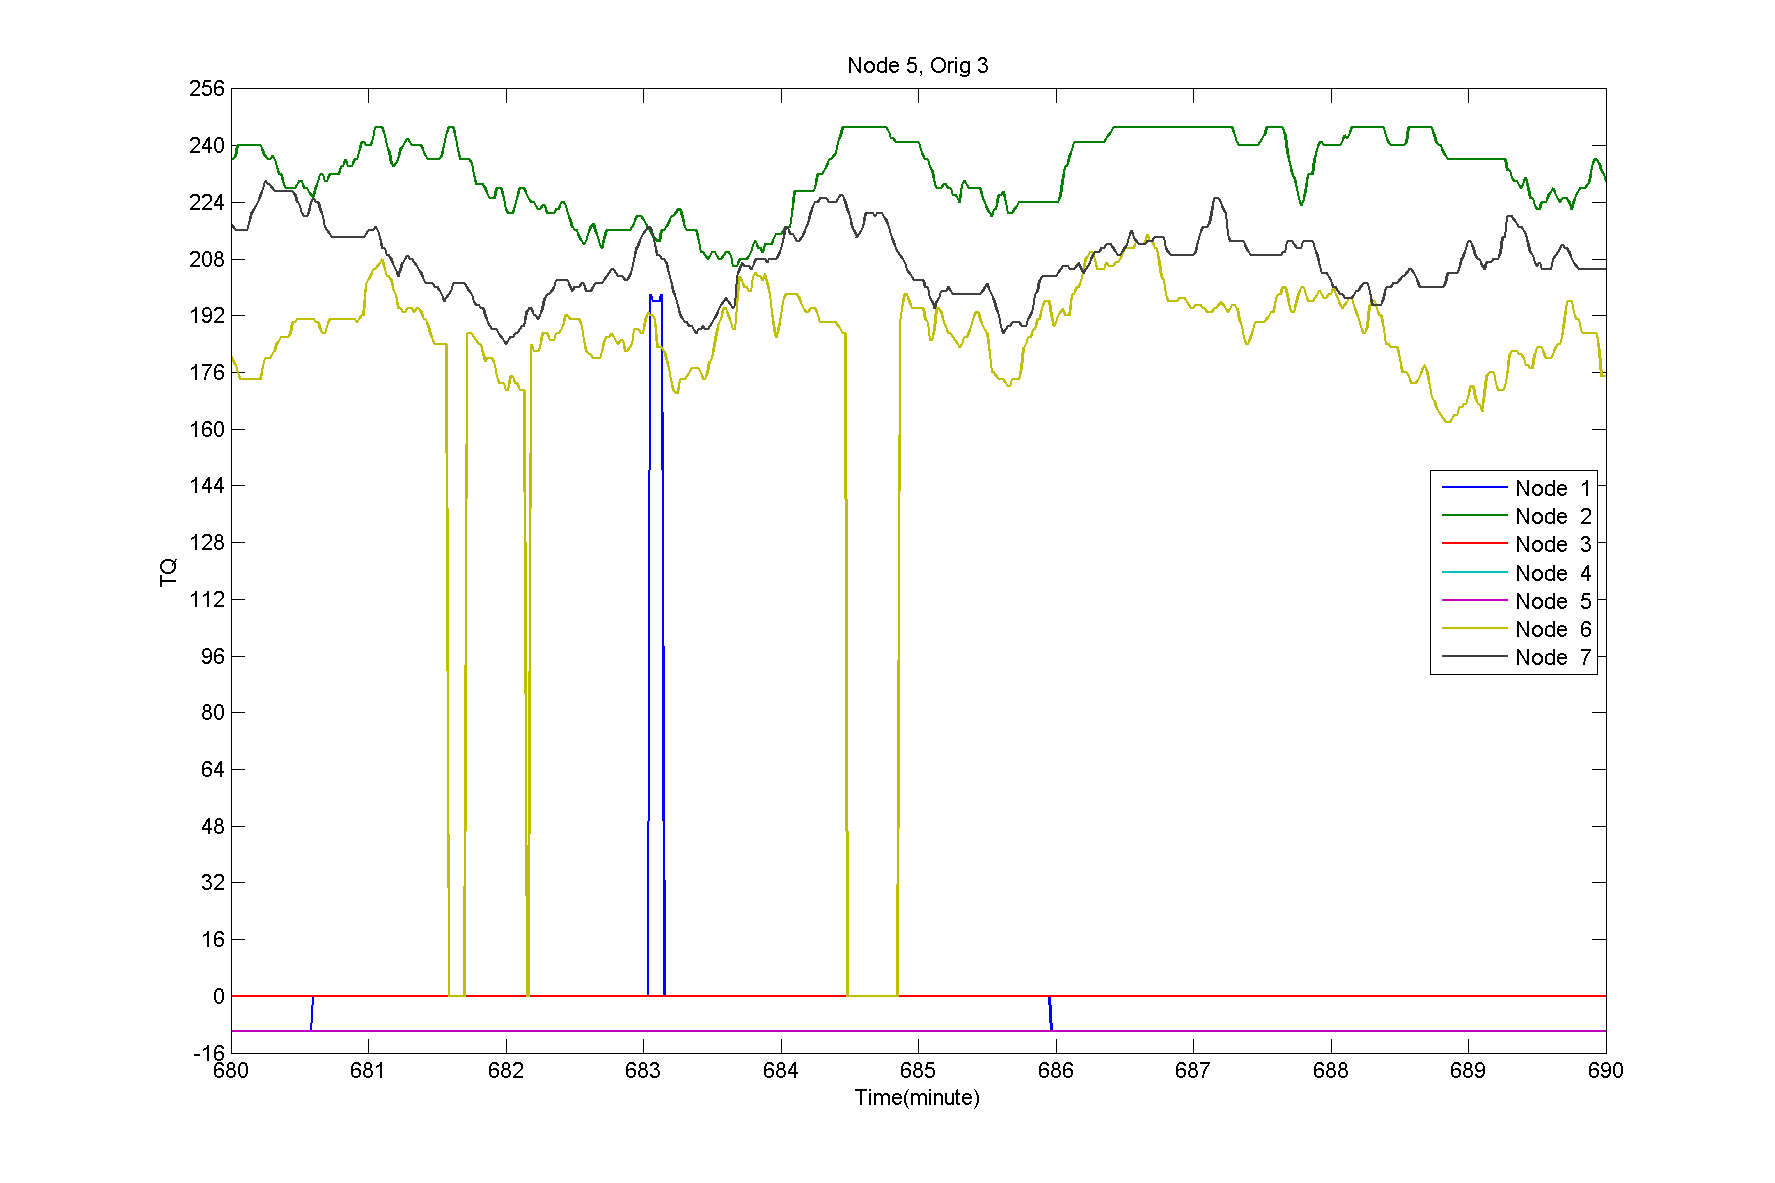 Node 5, Orig 3
256
240
224
208
192
176
160
144
128
112
96
80
64
48
32
16
0
-16
TQ
Node 1
Node 2
Node 3
Node 4
Node 5
Node 6
Node 7
680 681 682 683 684 685 686 687 688 689 690
Time(minute)